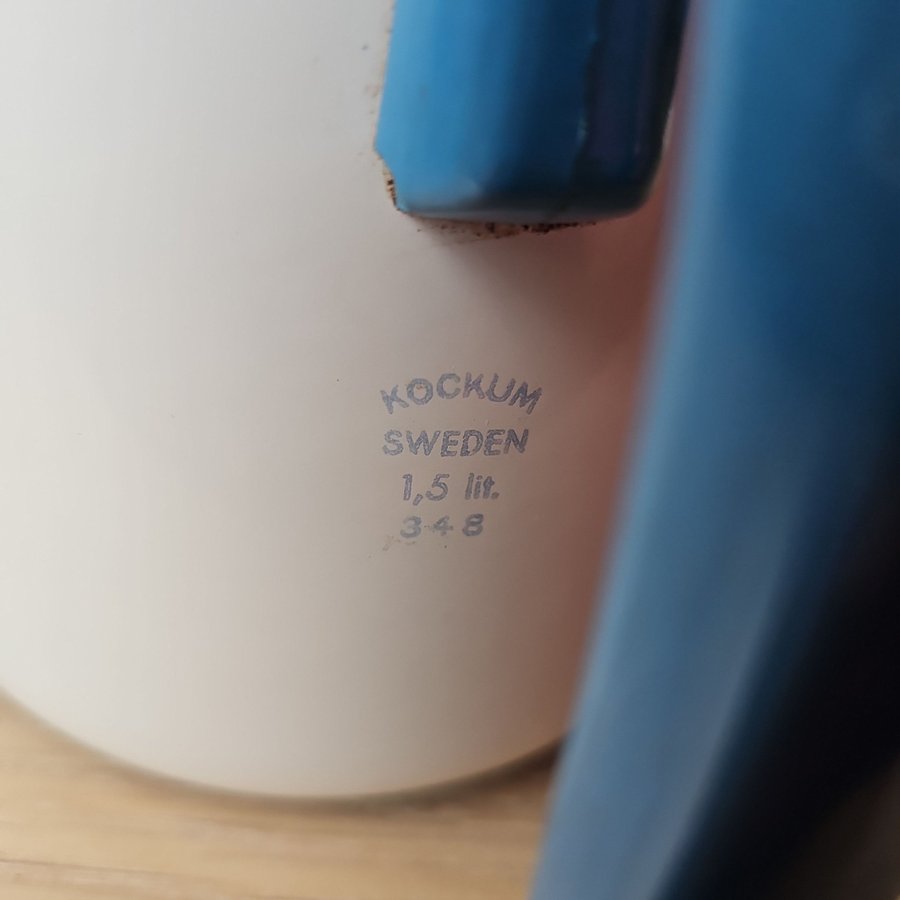 KOCKUM
SWEDEN
1,5 lit.
348